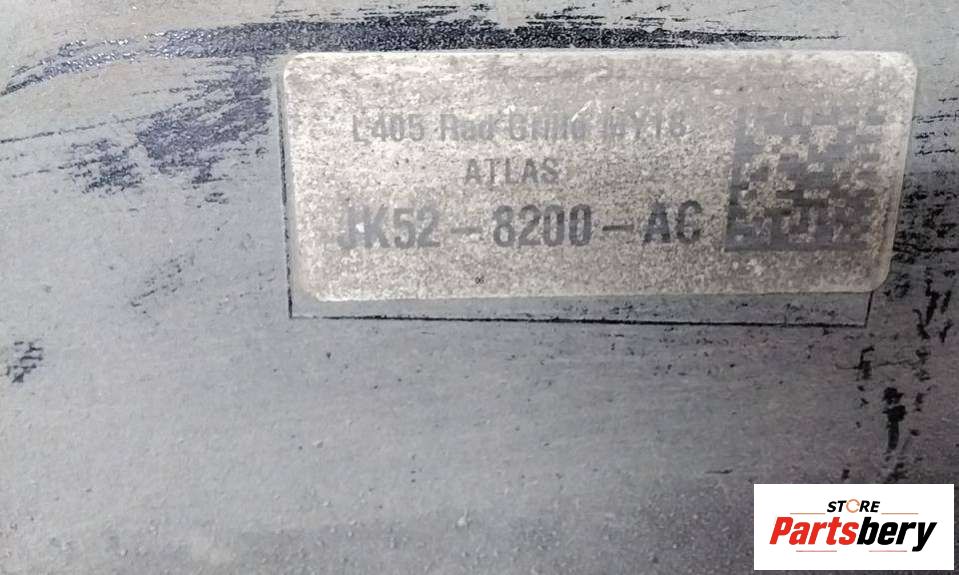 L405 Rad Grille MY18
ATLAS
JK52-8200-AC
STORE
Partsbery